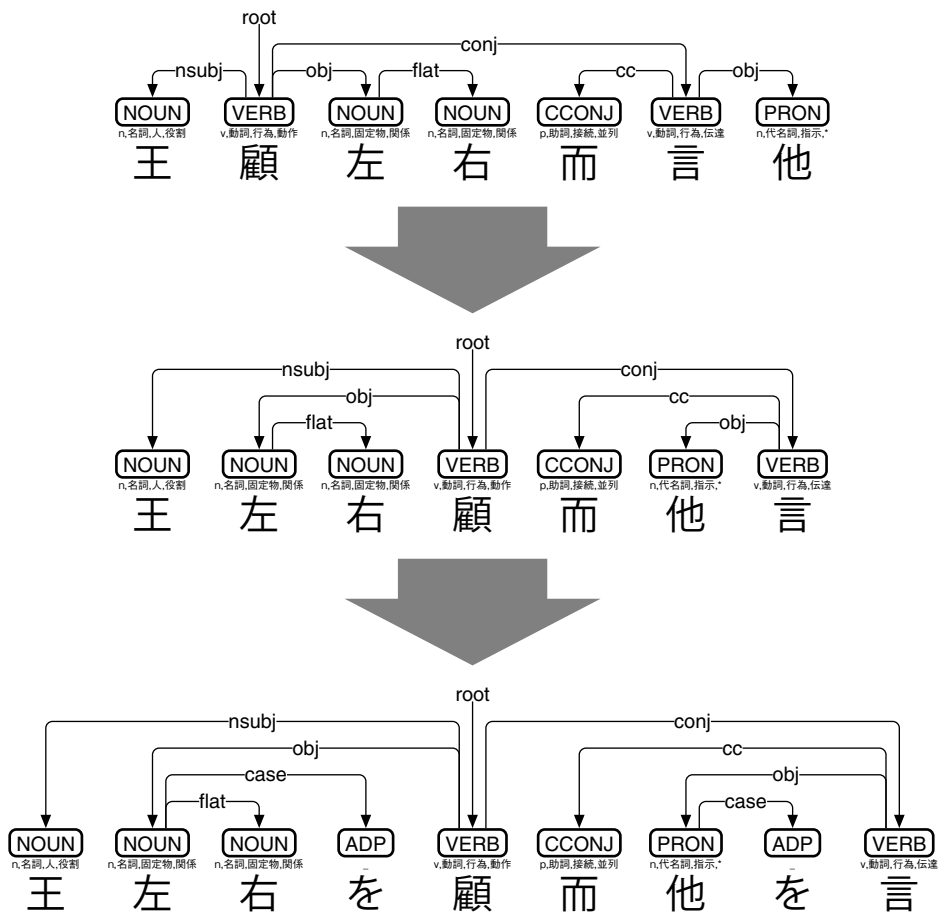 root
conj
nsubj obj flat cc obj
NOUN VERB NOUN NOUN CCONJ VERB PRON
n,名詞,人,役割 v,動詞,行為,動作 n,名詞,固定物,関係 n,名詞,固定物,関係 p,助詞,接続,並列 v,動詞,行為,伝達 n,代名詞,指示,*
王 顧 左 右 而 言 他
root
nsubj conj
obj cc
flat obj
NOUN NOUN NOUN VERB CCONJ PRON VERB
n,名詞,人,役割 n,名詞,固定物,関係 n,名詞,固定物,関係 v,動詞,行為,動作 p,助詞,接続,並列 n,代名詞,指示,* v,動詞,行為,伝達
王 左 右 顧 而 他 言
root
nsubj conj
obj cc
case obj
flat case
NOUN NOUN NOUN ADP VERB CCONJ PRON ADP VERB
n,名詞,人,役割 n,名詞,固定物,関係 n,名詞,固定物,関係 _ v,動詞,行為,動作 p,助詞,接続,並列 n,代名詞,指示,* _ v,動詞,行為,伝達
王 左 右 を 顧 而 他 を 言